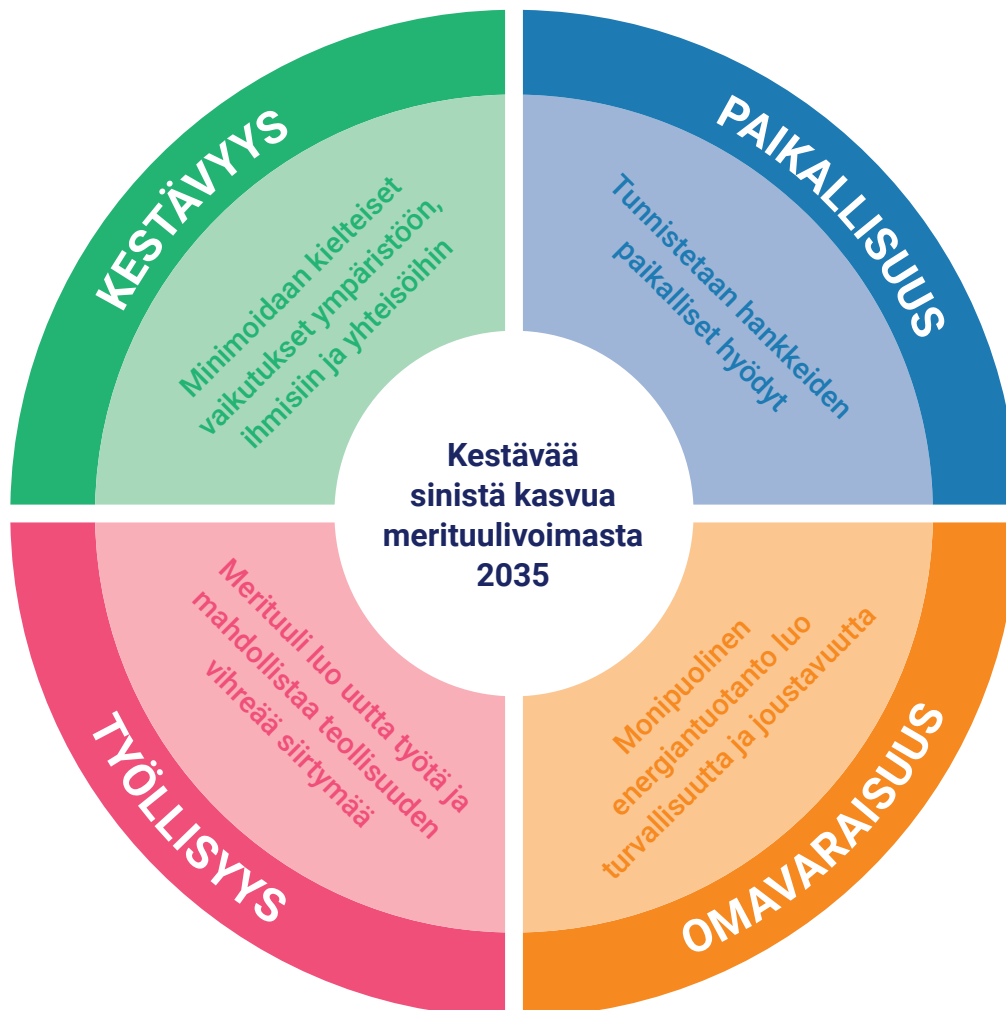 KESTÄVYYS
Minimoidaan kielteiset
vaikutukset ympäristöön,
ihmisiin ja yhteisöihin
PAIKALLISUUS
Tunnistetaan hankkeiden
paikalliset hyödyt
Kestävää
sinistä kasvua
merituulivoimasta
2035
TYÖLLISYYS
Merituuli luo uutta työtä ja
mahdollistaa teollisuuden
vihreää siirtymää
OMAVARAISUUS
Monipuolinen
energiantuotanto luo
turvallisuutta ja joustavuutta